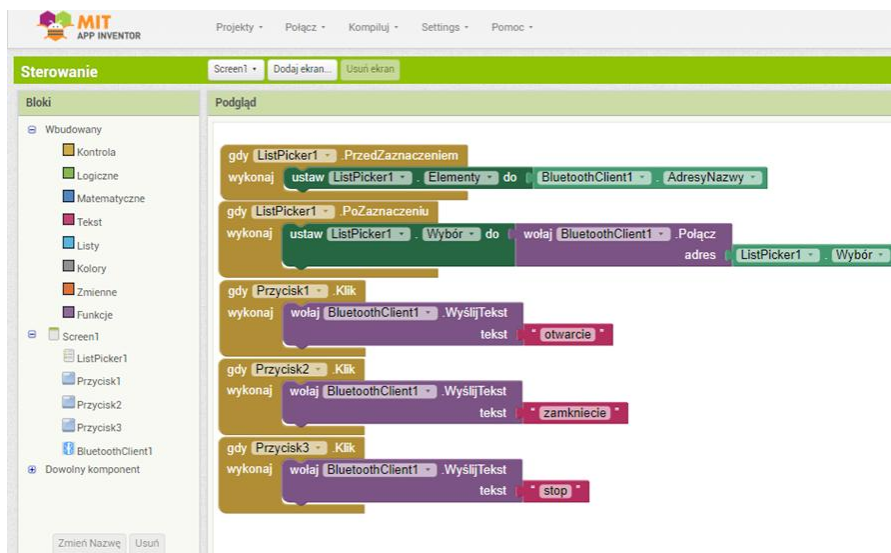 MIT
APP INVENTOR
Projekty Połącz Kompiluj Settings Pomoc
Sterowanie
Screen1 Dodaj ekran... Usuń ekran
Bloki
Wbudowany
Kontrola
Logiczne
Matematyczne
Tekst
Listy
Kolory
Zmienne
Funkcje
Screen1
ListPicker1
Przycisk1
Przycisk2
Przycisk3
BluetoothClient1
Dowolny komponent
Zmień Nazwę Usuń
Podgląd
gdy ListPicker1 .PrzedZaznaczeniem
wykonaj ustaw ListPicker1 . Elementy do BluetoothClient1 . AdresyNazwy
gdy ListPicker1 .PoZaznaczeniu
wykonaj ustaw ListPicker1 . Wybór do wołaj BluetoothClient1 .Połącz
adres ListPicker1 . Wybór
gdy Przycisk1 .Klik
wykonaj wołaj BluetoothClient1 .WyślijTekst
tekst " otwarcie "
gdy Przycisk2 .Klik
wykonaj wołaj BluetoothClient1 .WyślijTekst
tekst " zamkniecie "
gdy Przycisk3 .Klik
wykonaj wołaj BluetoothClient1 .WyślijTekst
tekst " stop "